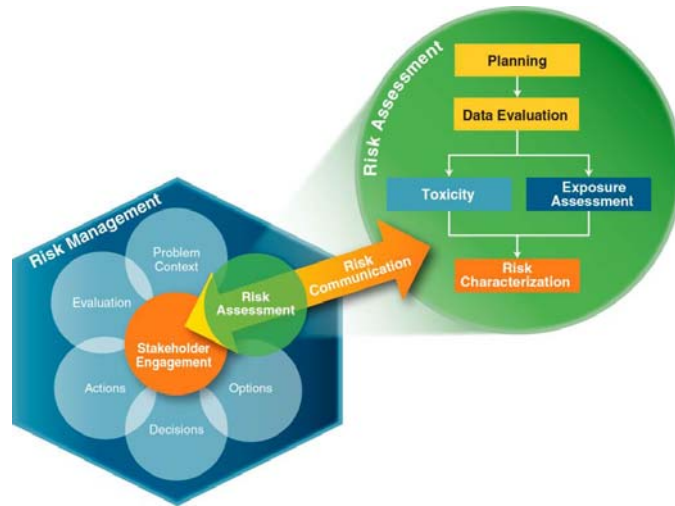 Risk Management
Problem
Context
Evaluation
Risk
Assessment
Stakeholder
Engagement
Actions
Options
Decisions
Risk
Communication
Risk Assessment
Planning
Data Evaluation
Toxicity
Exposure
Assessment
Risk
Characterization